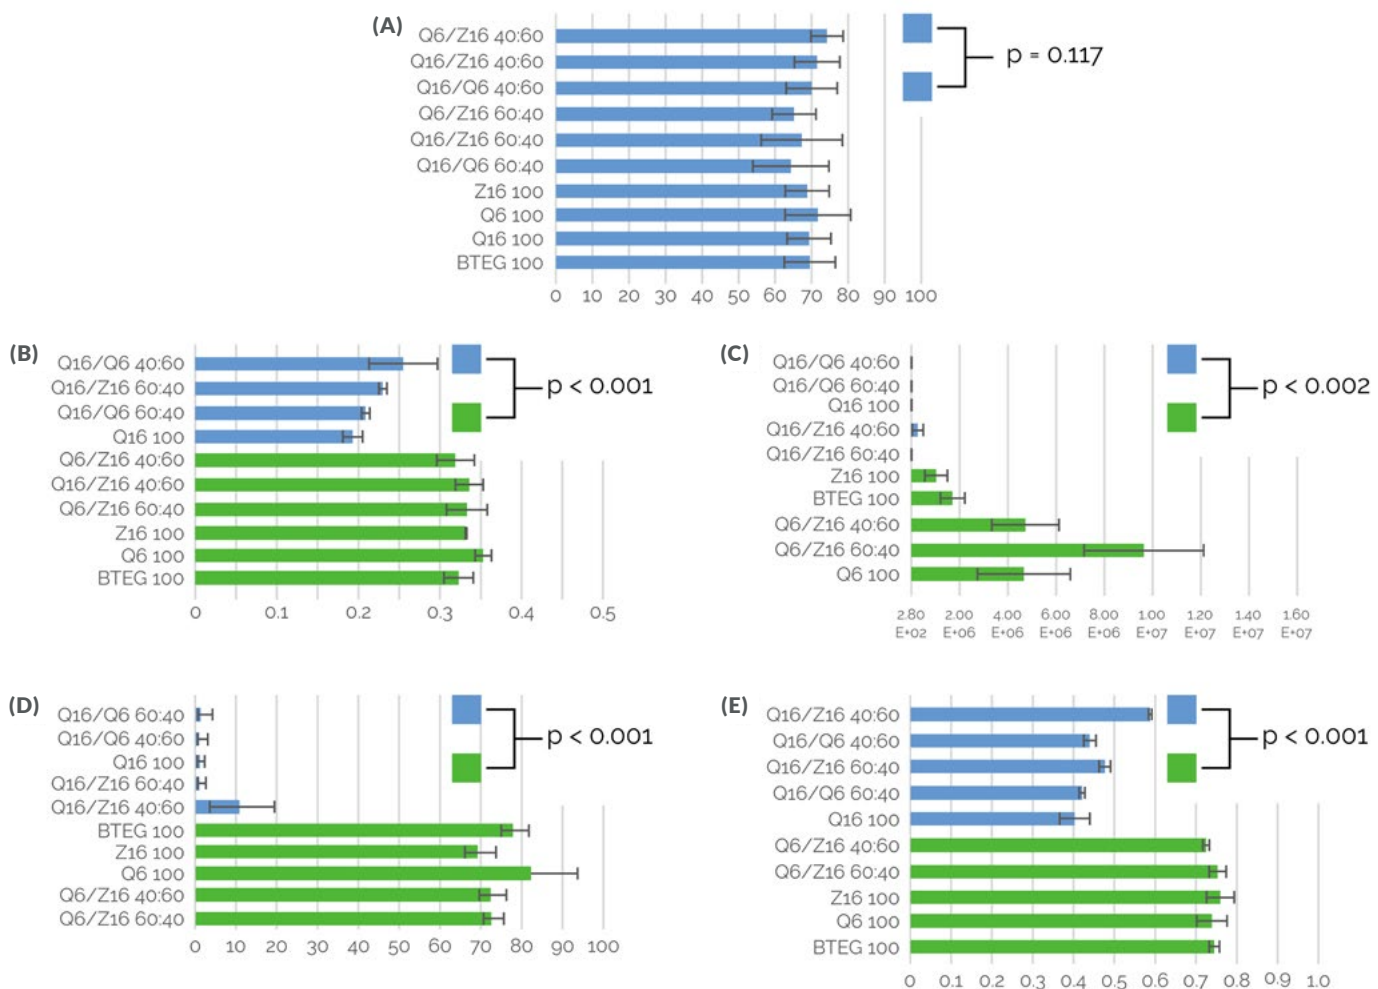 (A)
Q6/Z16 40:60
Q16/Z16 40:60
Q16/Q6 40:60
Q6/Z16 60:40
Q16/Z16 60:40
Q16/Q6 60:40
Z16 100
Q6 100
Q16 100
BTEG 100
0 10 20 30 40 50 60 70 80 90 100
p = 0.117
(B)
Q16/Q6 40:60
Q16/Z16 60:40
Q16/Q6 60:40
Q16 100
Q6/Z16 40:60
Q16/Z16 40:60
Q6/Z16 60:40
Z16 100
Q6 100
BTEG 100
0 0.1 0.2 0.3 0.4 0.5
p < 0.001
(C)
Q16/Q6 40:60
Q16/Q6 60:40
Q16 100
Q16/Z16 40:60
Q16/Z16 60:40
Z16 100
BTEG 100
Q6/Z16 40:60
Q6/Z16 60:40
Q6 100
2.80 2.00 4.00 6.00 8.00 1.00 1.20 1.40 1.60
E+02 E+06 E+06 E+06 E+06 E+07 E+07 E+07 E+07
p < 0.002
(D)
Q16/Q6 60:40
Q16/Q6 40:60
Q16 100
Q16/Z16 60:40
Q16/Z16 40:60
BTEG 100
Z16 100
Q6 100
Q6/Z16 40:60
Q6/Z16 60:40
0 10 20 30 40 50 60 70 80 90 100
p < 0.001
(E)
Q16/Z16 40:60
Q16/Q6 40:60
Q16/Z16 60:40
Q16/Q6 60:40
Q16 100
Q6/Z16 40:60
Q6/Z16 60:40
Z16 100
Q6 100
BTEG 100
0 0.1 0.2 0.3 0.4 0.5 0.6 0.7 0.8 0.9 1.0
p < 0.001